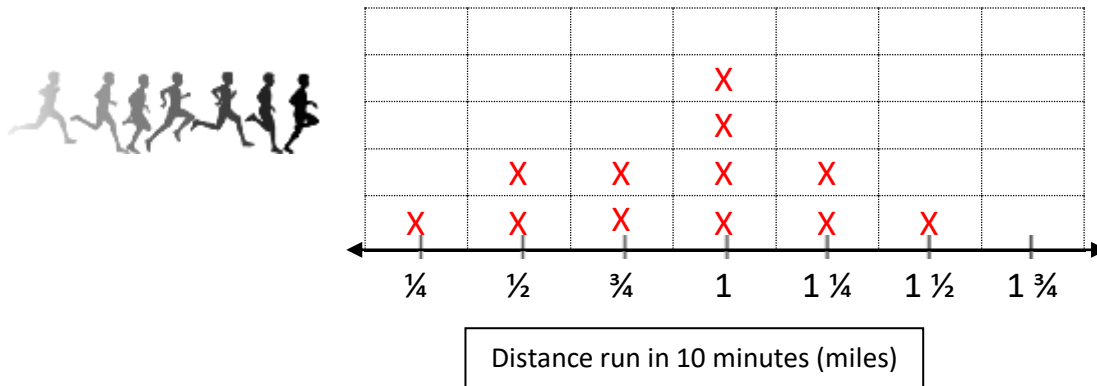 X
X
X X X X
X X X X X X
¼ ½ ¾ 1 1 ¼ 1 ½ 1 ¾
Distance run in 10 minutes (miles)